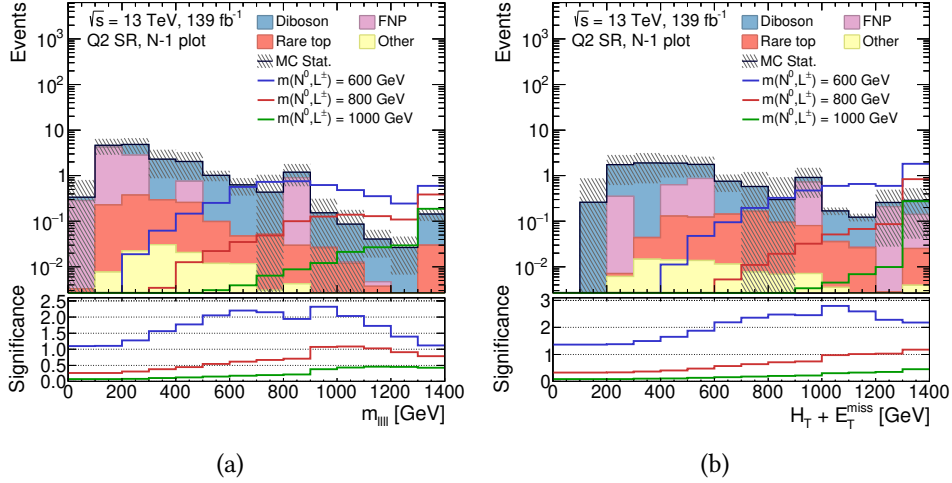 Events
√s = 13 TeV, 139 fb⁻¹
Q2 SR, N-1 plot
Diboson
FNP
Rare top
Other
MC Stat.
m(N⁰,L±) = 600 GeV
m(N⁰,L±) = 800 GeV
m(N⁰,L±) = 1000 GeV
10³
10²
10
1
10⁻¹
10⁻²
Significance
2.5
2.0
1.5
1.0
0.5
0.0
0 200 400 600 800 1000 1200 1400
m_llll [GeV]
(a)
Events
√s = 13 TeV, 139 fb⁻¹
Q2 SR, N-1 plot
Diboson
FNP
Rare top
Other
MC Stat.
m(N⁰,L±) = 600 GeV
m(N⁰,L±) = 800 GeV
m(N⁰,L±) = 1000 GeV
10³
10²
10
1
10⁻¹
10⁻²
Significance
3
2
1
0
0 200 400 600 800 1000 1200 1400
H_T + E_T^miss [GeV]
(b)